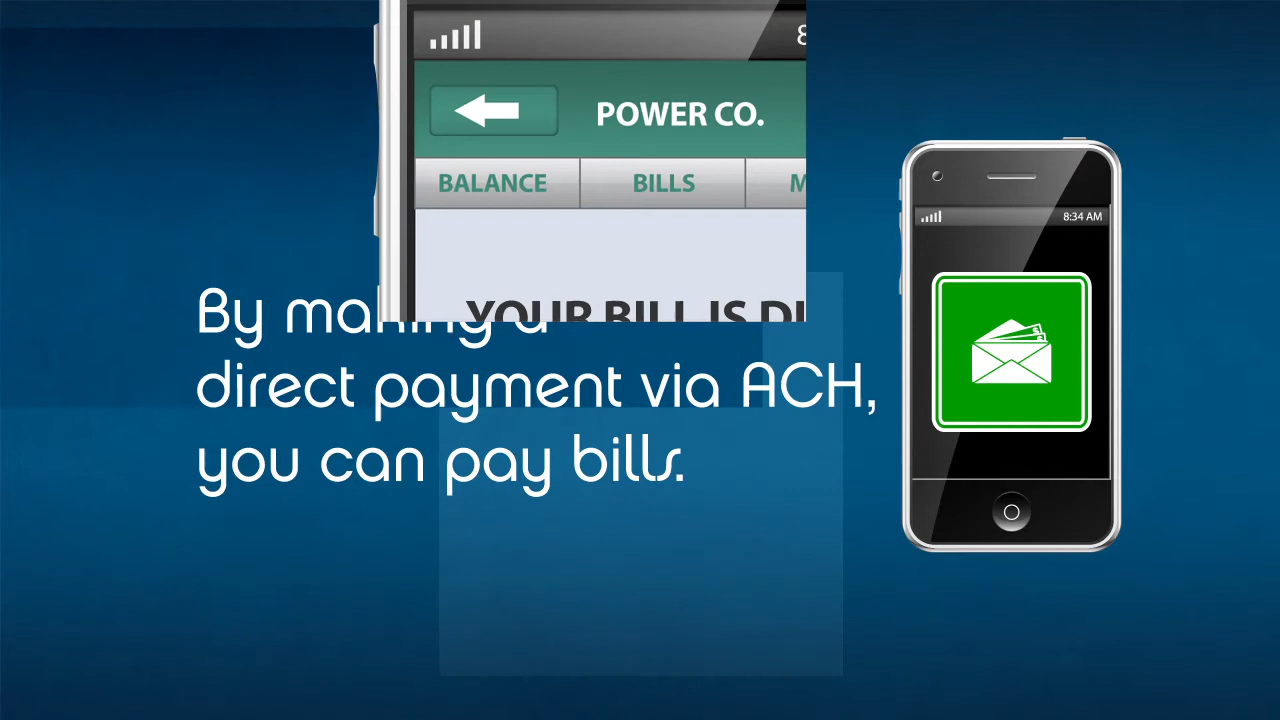 8
POWER CO.
BALANCE BILLS M
YOUR BILL IS DU
8:34 AM
By making a
direct payment via ACH,
you can pay bills.